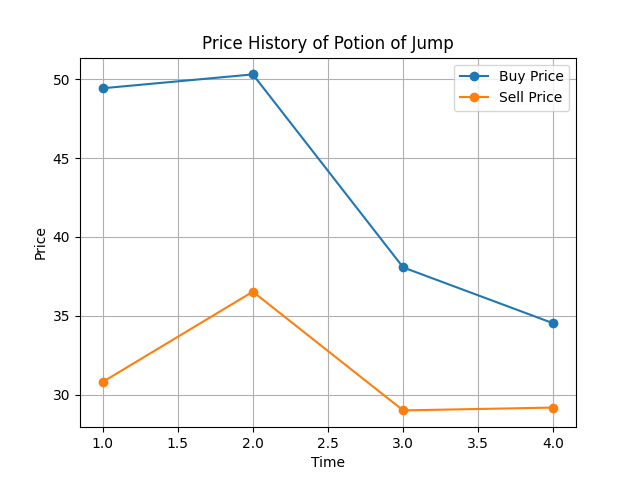 Price History of Potion of Jump
Buy Price
Sell Price
50
45
40
35
30
Price
1.0 1.5 2.0 2.5 3.0 3.5 4.0
Time